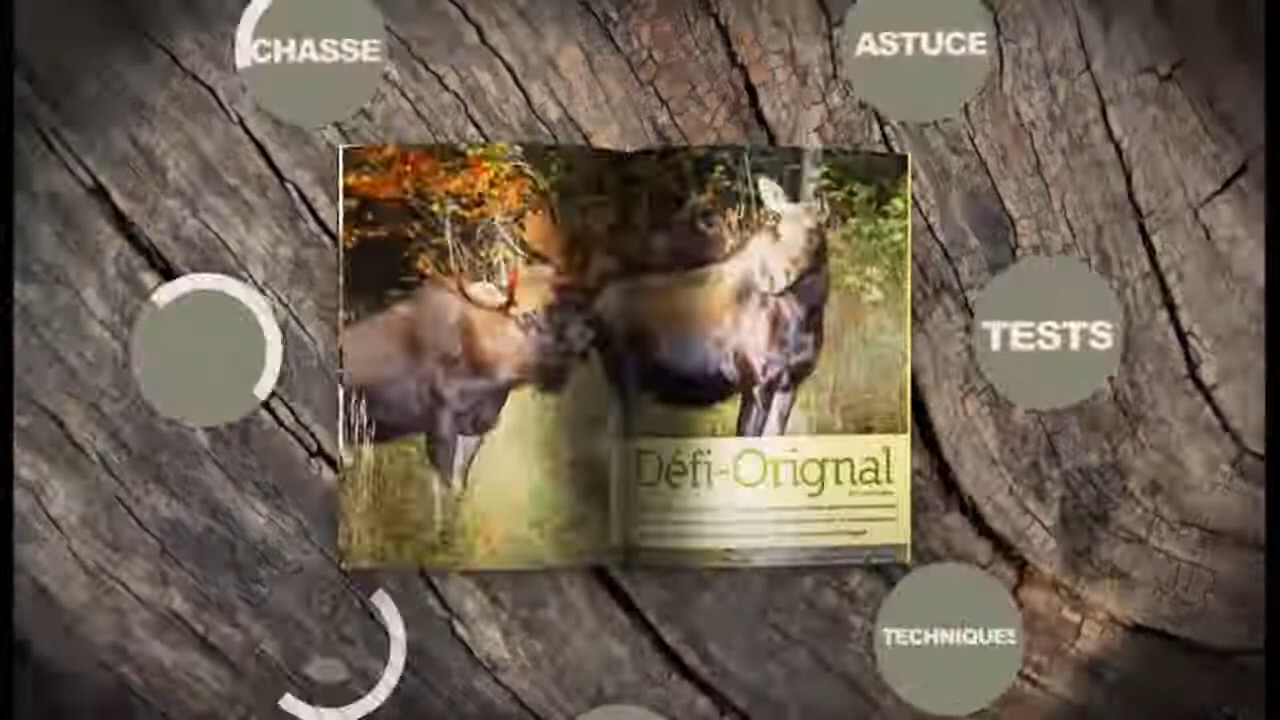 CHASSE
ASTUCE
TESTS
Défi-Orignal
TECHNIQUES